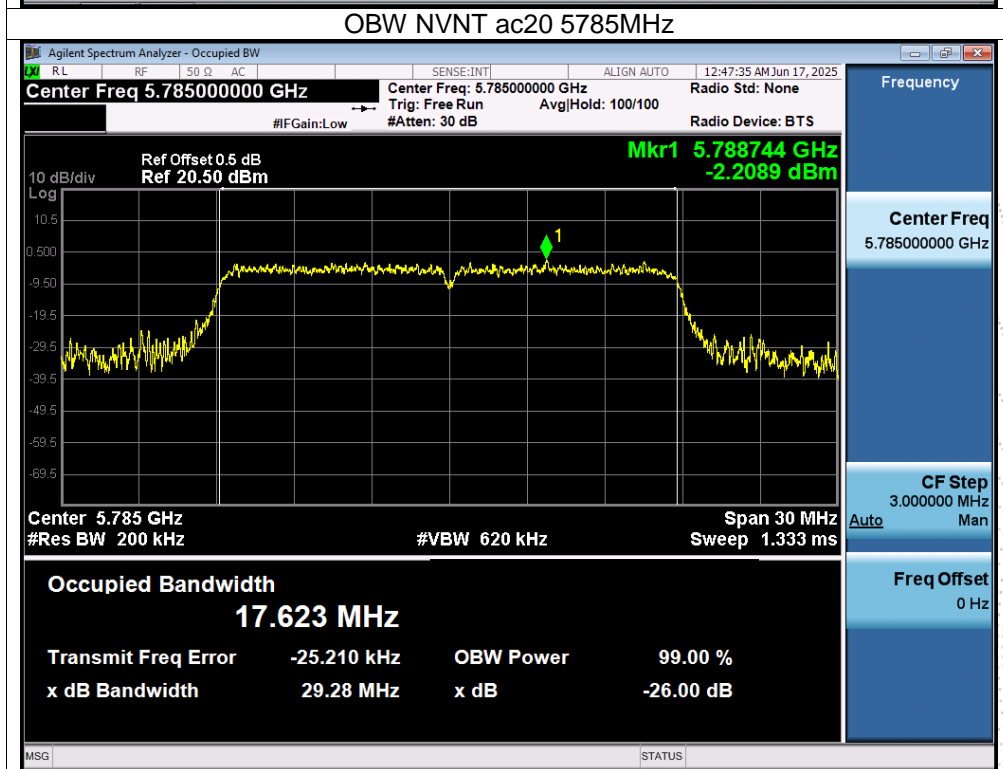 OBW NVNT ac20 5785MHz
Agilent Spectrum Analyzer - Occupied BW
LXI RL RF 50 Ω AC SENSE:INT ALIGN AUTO 12:47:35 AM Jun 17, 2025
Center Freq 5.785000000 GHz
Center Freq: 5.785000000 GHz
Radio Std: None
Trig: Free Run Avg|Hold: 100/100
#IFGain:Low
#Atten: 30 dB
Radio Device: BTS
Frequency
Mkr1 5.788744 GHz
-2.2089 dBm
Ref Offset 0.5 dB
10 dB/div Ref 20.50 dBm
Log
10.5
0.500
-9.50
-19.5
-29.5
-39.5
-49.5
-59.5
-69.5
1
Center 5.785 GHz Span 30 MHz
#Res BW 200 kHz #VBW 620 kHz Sweep 1.333 ms
Center Freq
5.785000000 GHz
CF Step
3.000000 MHz
Auto Man
Freq Offset
0 Hz
Occupied Bandwidth
17.623 MHz
Transmit Freq Error -25.210 kHz OBW Power 99.00 %
x dB Bandwidth 29.28 MHz x dB -26.00 dB
MSG STATUS